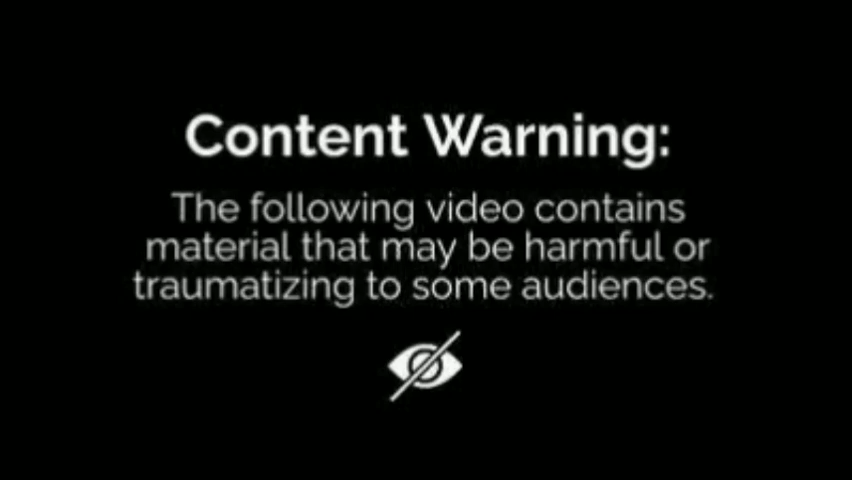 Content Warning:
The following video contains
material that may be harmful or
traumatizing to some audiences.